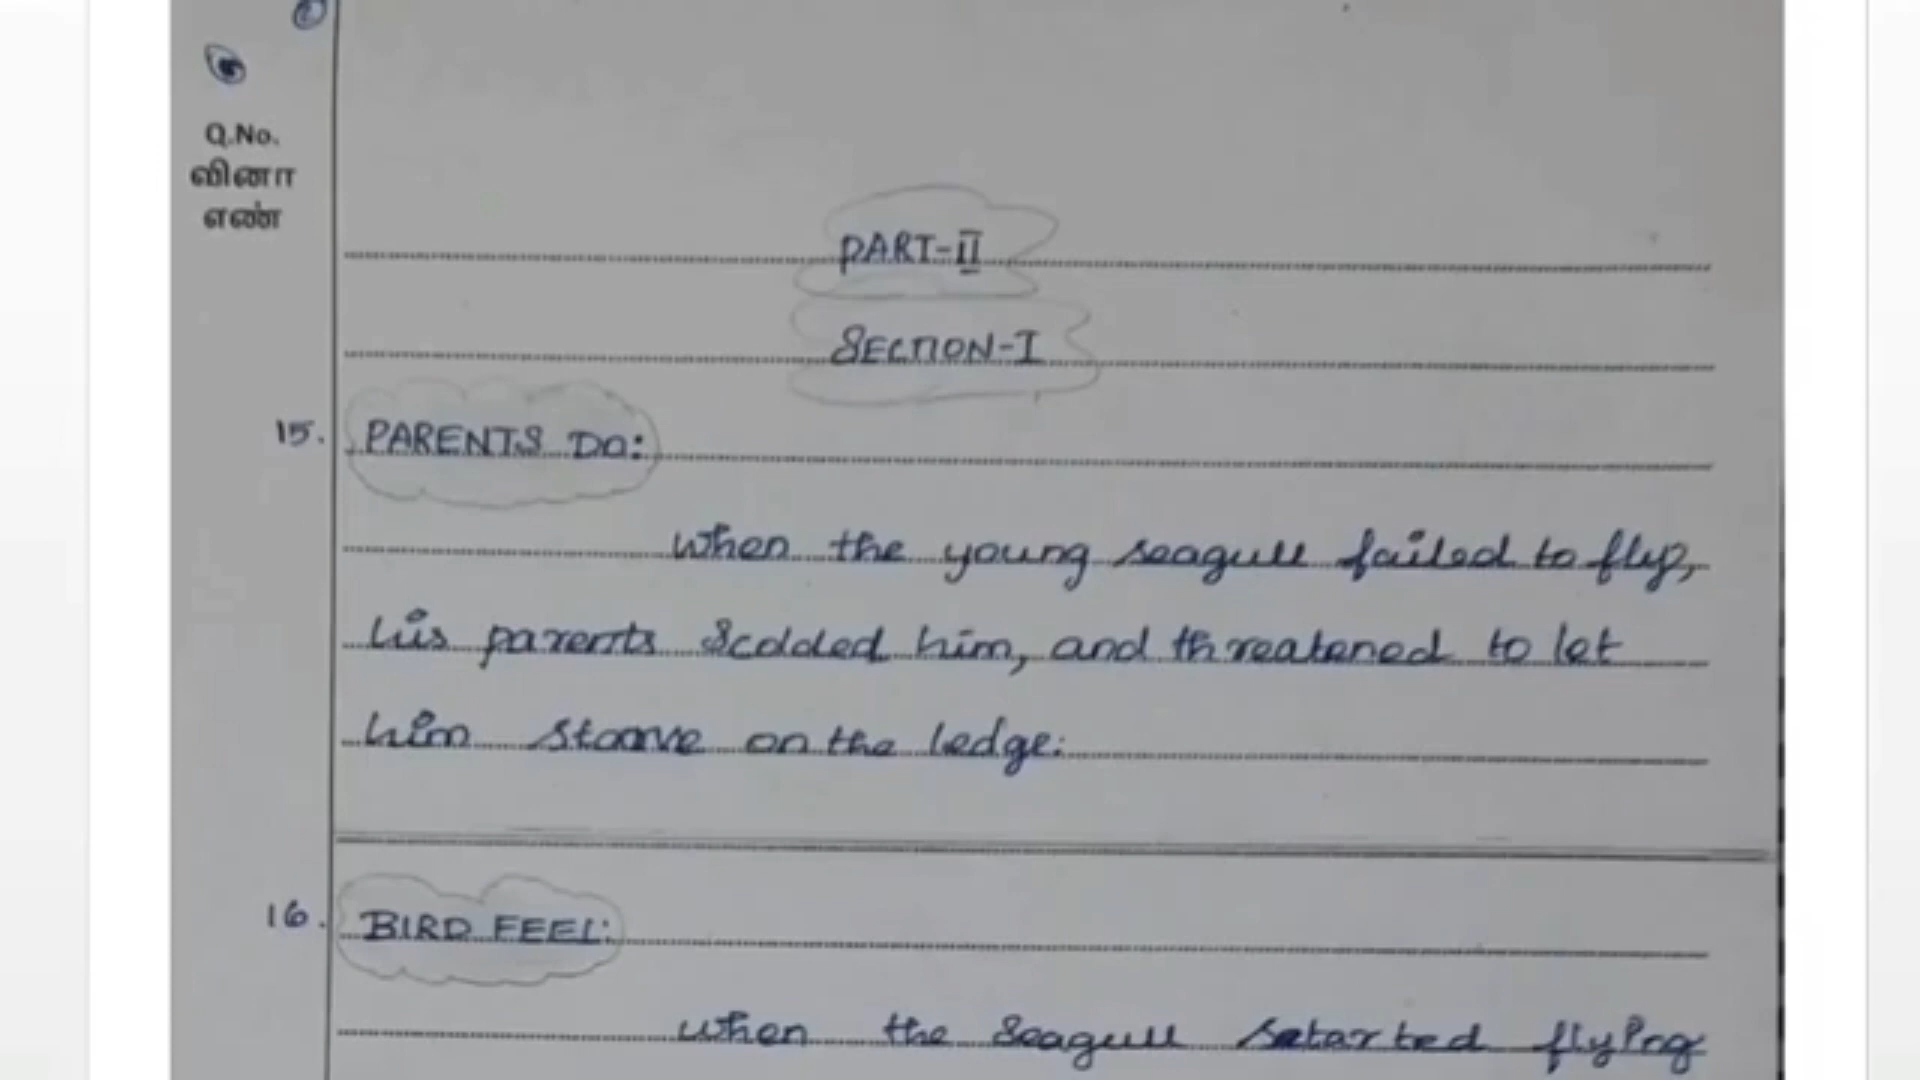 Q.No.
வினா
எண்
PART-II
SECTION-I
15. PARENTS DO:
When the young seagull failed to fly,
his parents Scolded him, and threatened to let
him starve on the ledge.
16. BIRD FEEL:
When the Seagull started flying